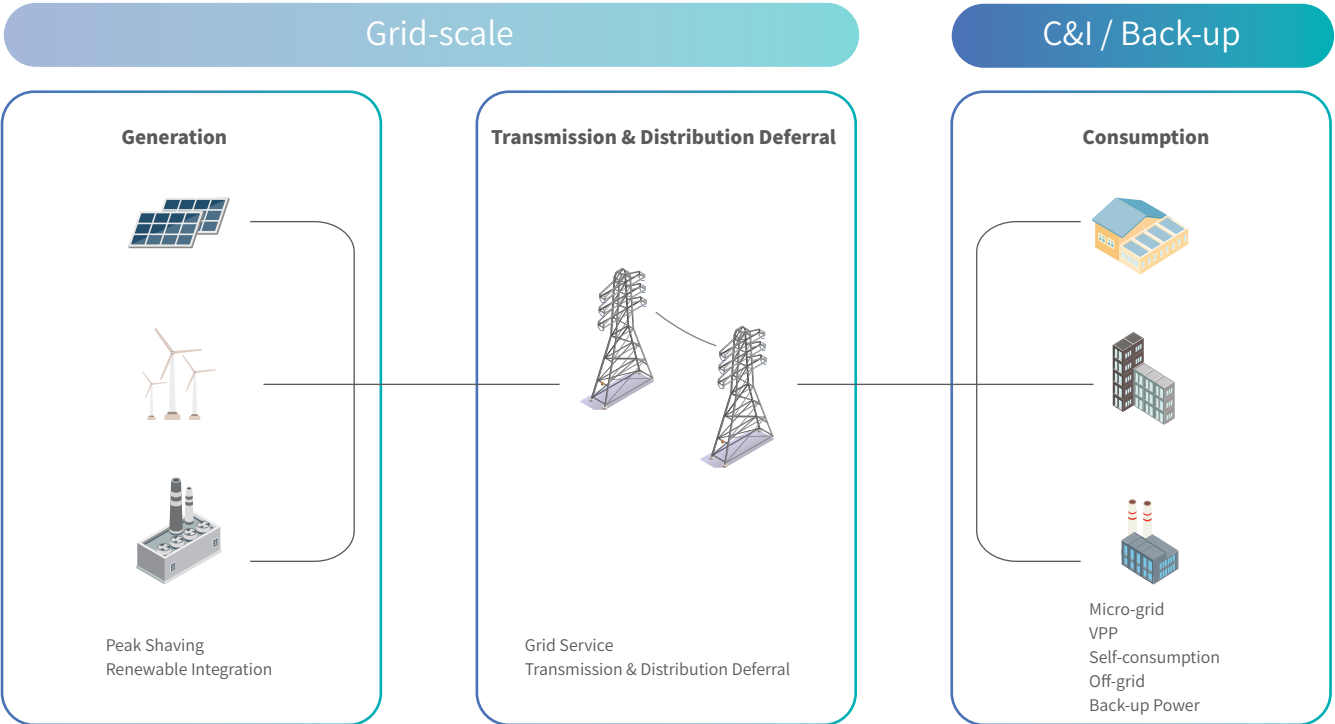 Grid-scale
C&I / Back-up
Generation
Transmission & Distribution Deferral
Consumption
Peak Shaving
Renewable Integration
Grid Service
Transmission & Distribution Deferral
Micro-grid
VPP
Self-consumption
Off-grid
Back-up Power